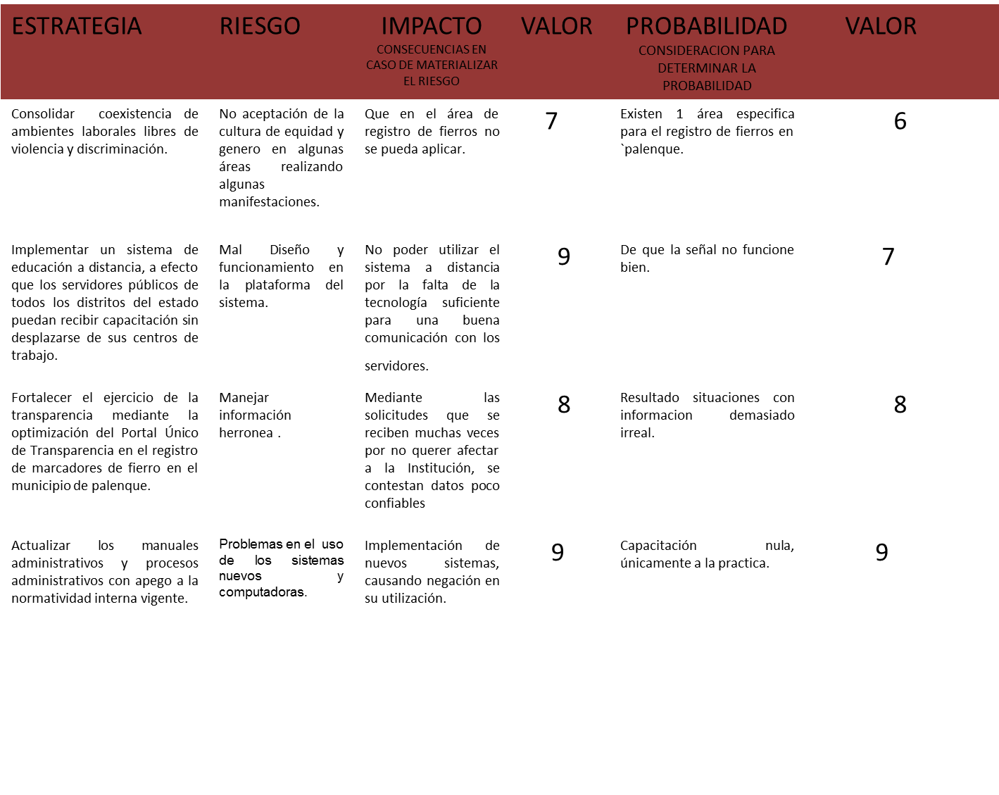 ESTRATEGIA
RIESGO
IMPACTO
CONSECUENCIAS EN
CASO DE MATERIALIZAR
EL RIESGO
VALOR
PROBABILIDAD
CONSIDERACION PARA
DETERMINAR LA
PROBABILIDAD
VALOR
Consolidar coexistencia de
ambientes laborales libres de
violencia y discriminación.
No aceptación de la
cultura de equidad y
genero en algunas
áreas realizando
algunas
manifestaciones.
Que en el área de
registro de fierros no
se pueda aplicar.
7
Existen 1 área especifica
para el registro de fierros en
`palenque.
6
Implementar un sistema de
educación a distancia, a efecto
que los servidores públicos de
todos los distritos del estado
puedan recibir capacitación sin
desplazarse de sus centros de
trabajo.
Mal Diseño y
funcionamiento en
la plataforma del
sistema.
No poder utilizar el
sistema a distancia
por la falta de la
tecnología suficiente
para una buena
comunicación con los
servidores.
9
De que la señal no funcione
bien.
7
Fortalecer el ejercicio de la
transparencia mediante la
optimización del Portal Único
de Transparencia en el registro
de marcadores de fierro en el
municipio de palenque.
Manejar
información
herronea .
Mediante las
solicitudes que se
reciben muchas veces
por no querer afectar
a la Institución, se
contestan datos poco
confiables
8
Resultado situaciones con
informacion demasiado
irreal.
8
Actualizar los manuales
administrativos y procesos
administrativos con apego a la
normatividad interna vigente.
Problemas en el uso
de los sistemas
nuevos y
computadoras.
Implementación de
nuevos sistemas,
causando negación en
su utilización.
9
Capacitación nula,
únicamente a la practica.
9